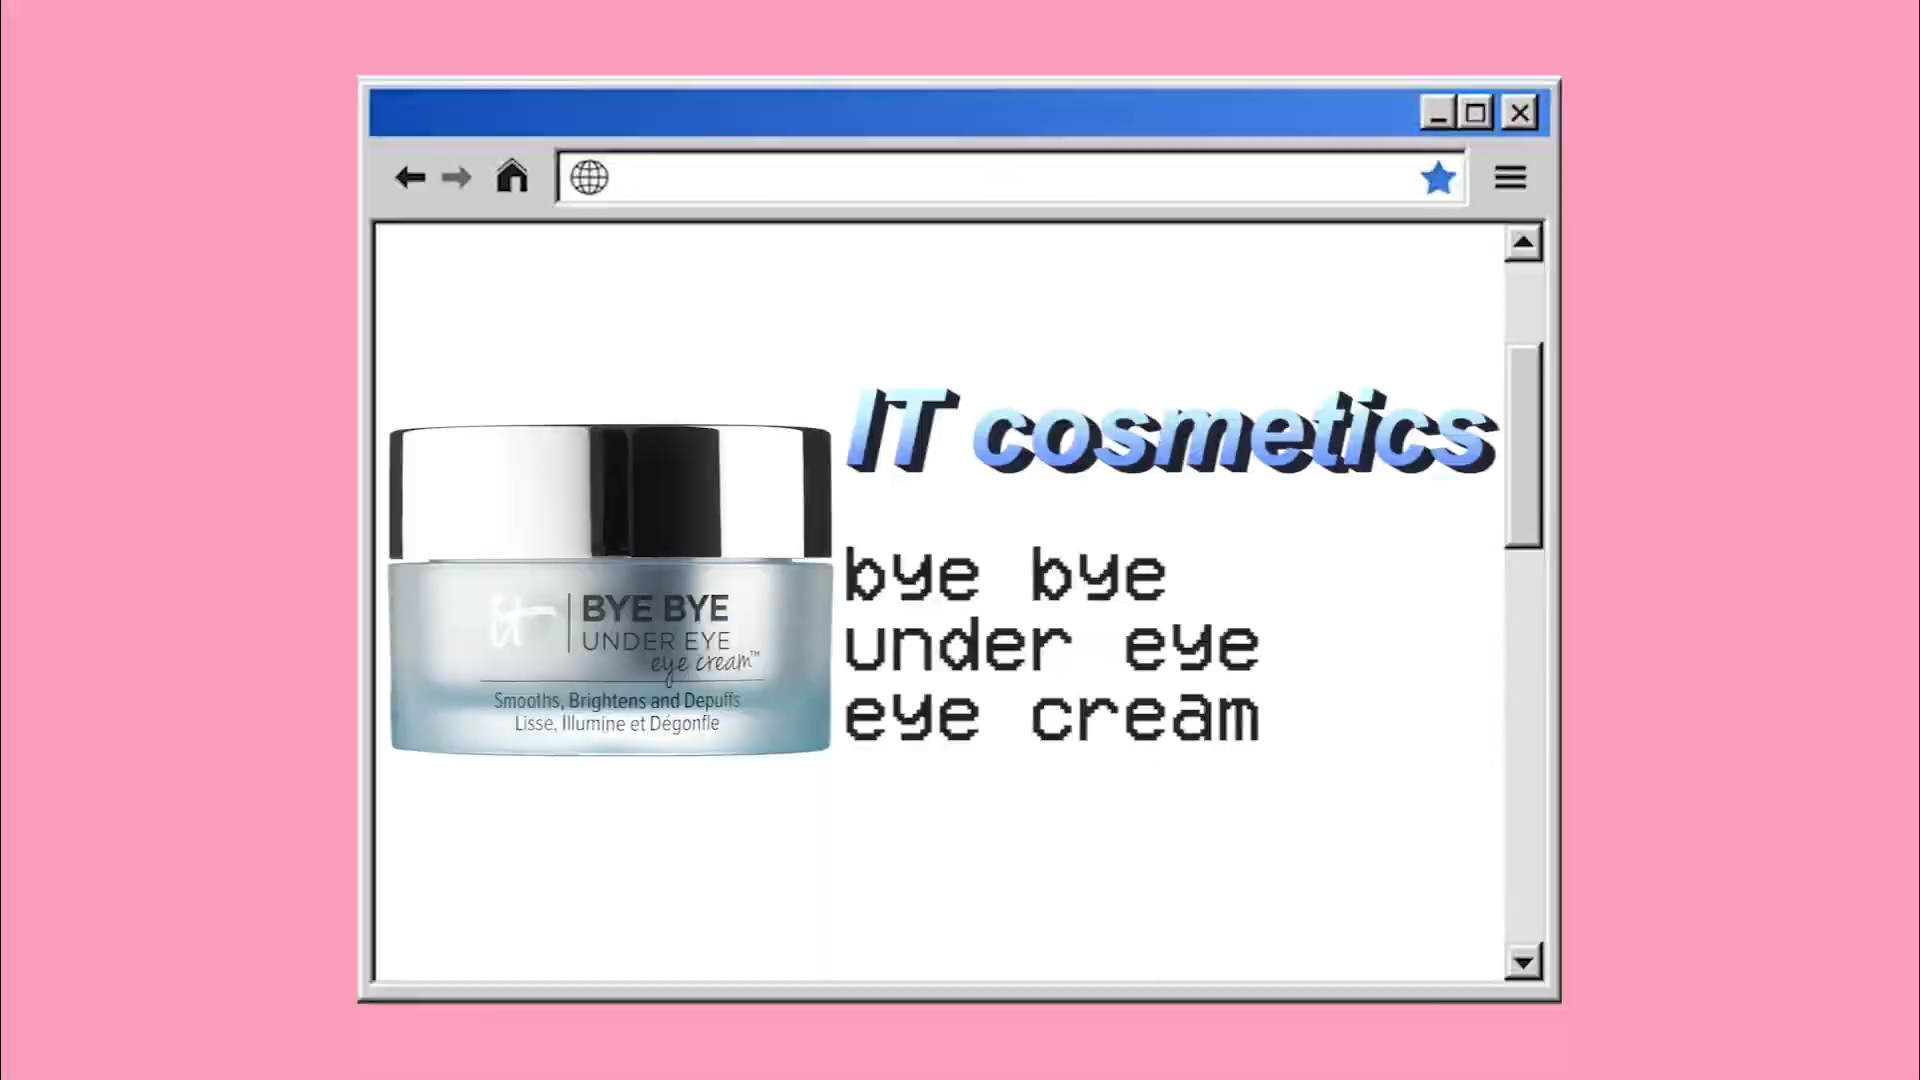 IT cosmetics
bye bye
under eye
eye cream
it BYE BYE
UNDER EYE
eye cream™
Smooths, Brightens and Depuffs
Lisse, Illumine et Dégonfle